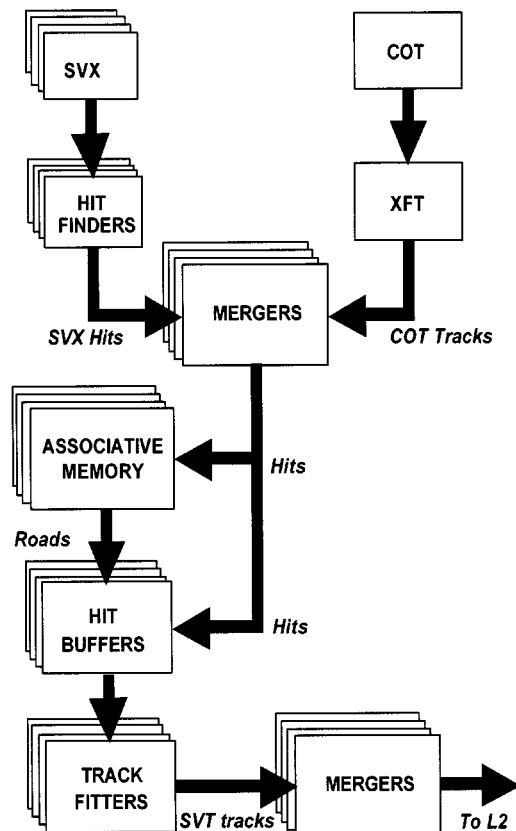 SVX
COT
HIT
FINDERS
XFT
MERGERS
SVX Hits
COT Tracks
ASSOCIATIVE
MEMORY
Hits
Roads
HIT
BUFFERS
Hits
TRACK
FITTERS
MERGERS
SVT tracks
To L2